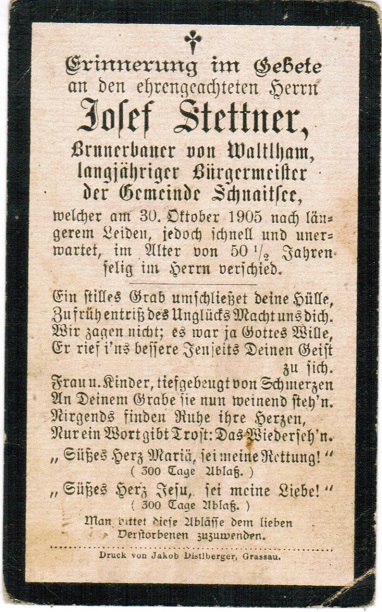 Erinnerung im Gebete
an den ehrengeachteten Herrn
Josef Stettner,
Brunerbauer von Waltlham,
langjähriger Bürgermeister
der Gemeinde Schnaitsee,
welcher am 30. Oktober 1905 nach län-
gerem Leiden, jedoch schnell und uner-
wartet, im Alter von 50 1/2 Jahren
selig im Herrn verschied.
Ein stilles Grab umschließet deine Hülle,
Zu früh entriß des Unglücks Macht uns dich.
Wir zagen nicht; es war ja Gottes Wille,
Er rief i'ns bessere Jenseits Deinen Geist
zu sich.
Frau u. Kinder, tiefgebeugt von Schmerzen
An Deinem Grabe sie nun weinend steh'n.
Nirgends finden Ruhe ihre Herzen,
Nur ein Wort gibt Trost: Das Wiederseh'n.
„Süßes Herz Mariä, sei meine Rettung!"
( 300 Tage Ablaß. )
„Süßes Herz Jesu, sei meine Liebe!"
( 300 Tage Ablaß. )
Man bittet diese Ablässe dem lieben
Verstorbenen zuzuwenden.
Druck von Jakob Distlberger, Grassau.